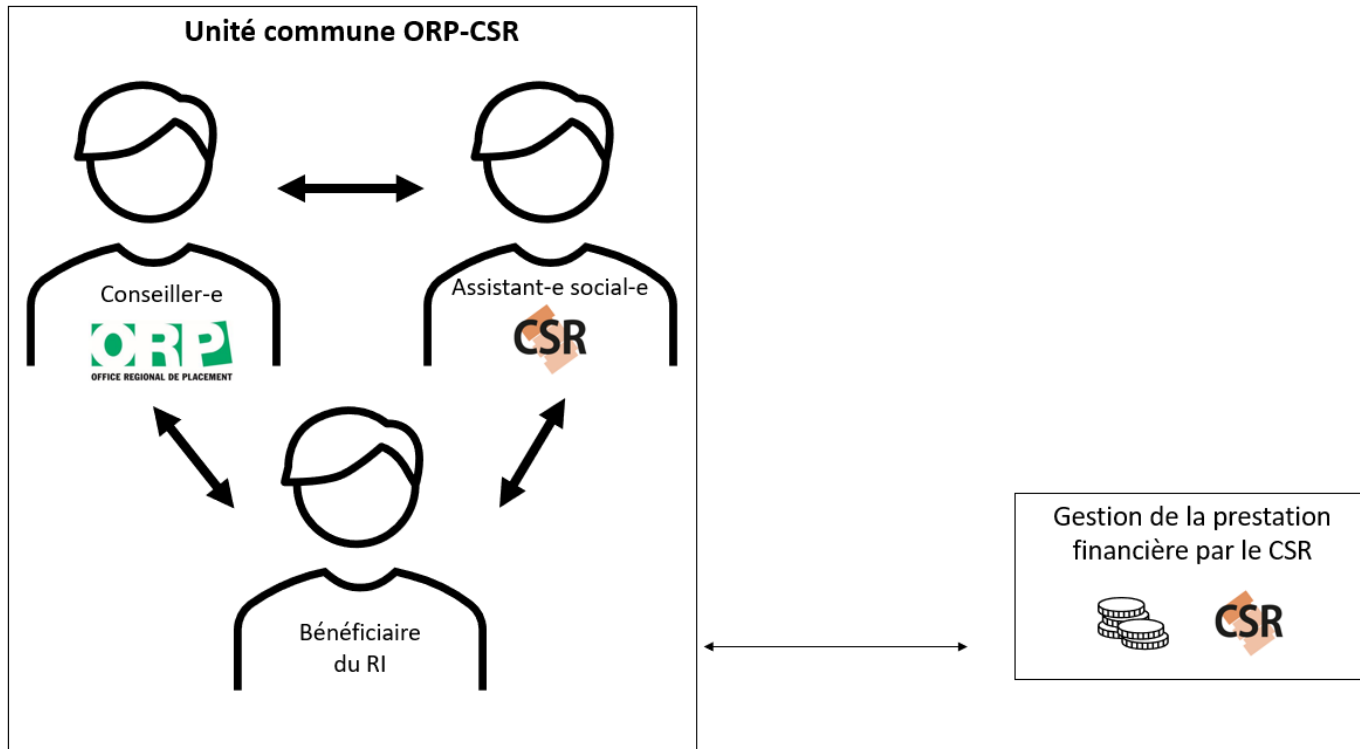 Unité commune ORP-CSR
Conseiller-e
ORP
OFFICE REGIONAL DE PLACEMENT
Assistant-e social-e
CSR
Bénéficiaire
du RI
Gestion de la prestation
financière par le CSR
CSR